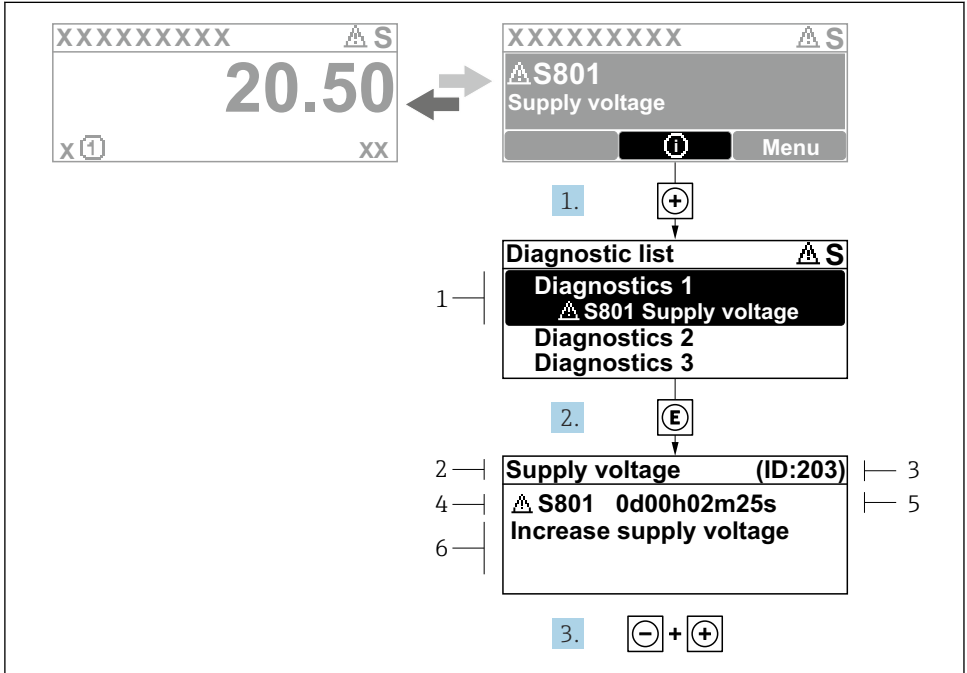 XXXXXXXXX ⚠ S
20.50
x ① xx
XXXXXXXXX ⚠ S
⚠ S801
Supply voltage
ⓘ Menu
1. ⊕
Diagnostic list ⚠ S
1
Diagnostics 1
⚠ S801 Supply voltage
Diagnostics 2
Diagnostics 3
2. Ⓔ
2 Supply voltage (ID:203) 3
4 ⚠ S801 0d00h02m25s 5
6 Increase supply voltage
3. ⊖ + ⊕